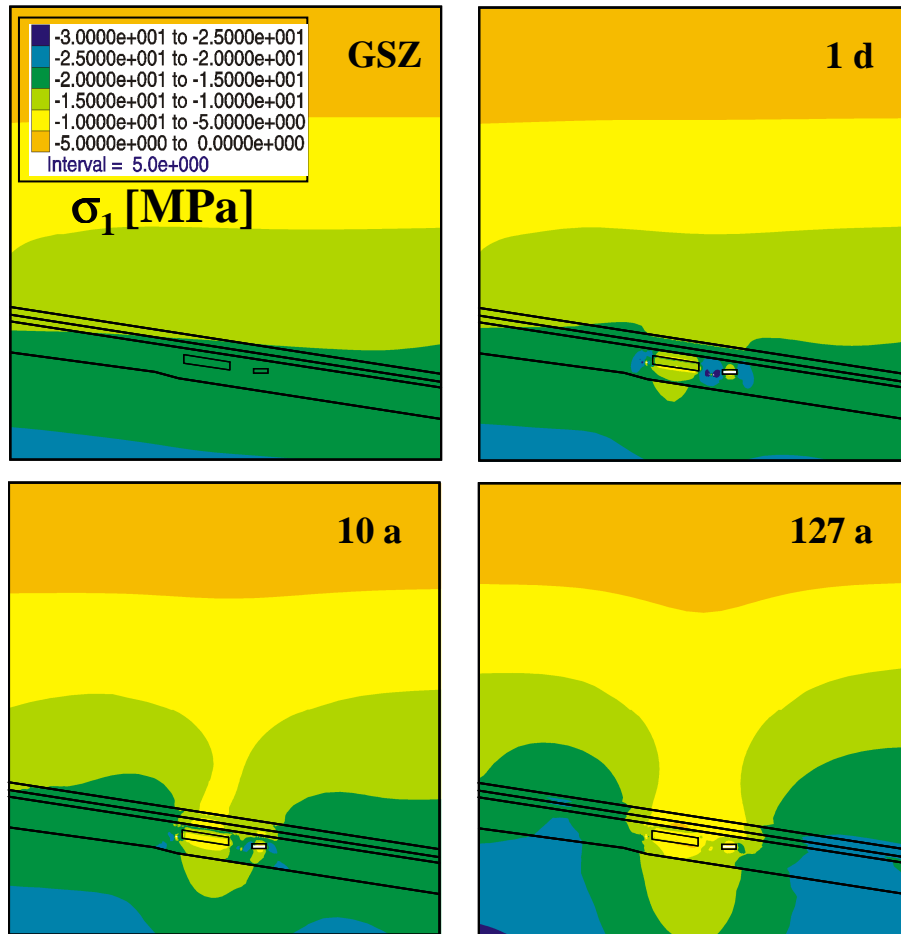 -3.0000e+001 to -2.5000e+001
-2.5000e+001 to -2.0000e+001
-2.0000e+001 to -1.5000e+001
-1.5000e+001 to -1.0000e+001
-1.0000e+001 to -5.0000e+000
-5.0000e+000 to 0.0000e+000
Interval = 5.0e+000
σ₁ [MPa]
GSZ
1 d
10 a
127 a